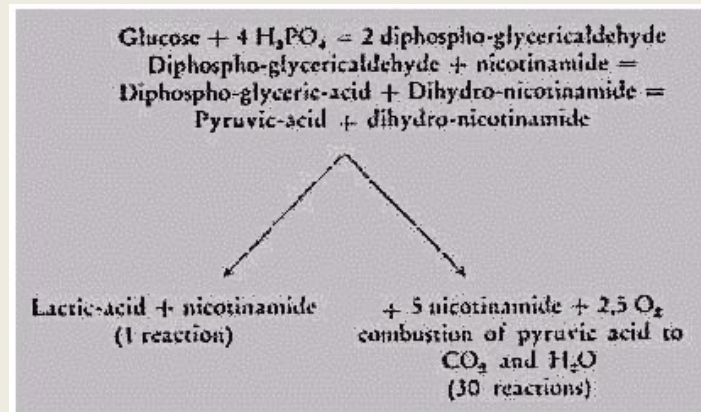 Glucose + 4 H₃PO₄ = 2 diphospho-glycericaldehyde
Diphospho-glycericaldehyde + nicotinamide =
Diphospho-glyceric-acid + Dihydro-nicotinamide =
Pyruvic-acid + dihydro-nicotinamide
Lactic-acid + nicotinamide
(1 reaction)
+ 5 nicotinamide + 2,5 O₂
combustion of pyruvic acid to
CO₂ and H₂O
(30 reactions)